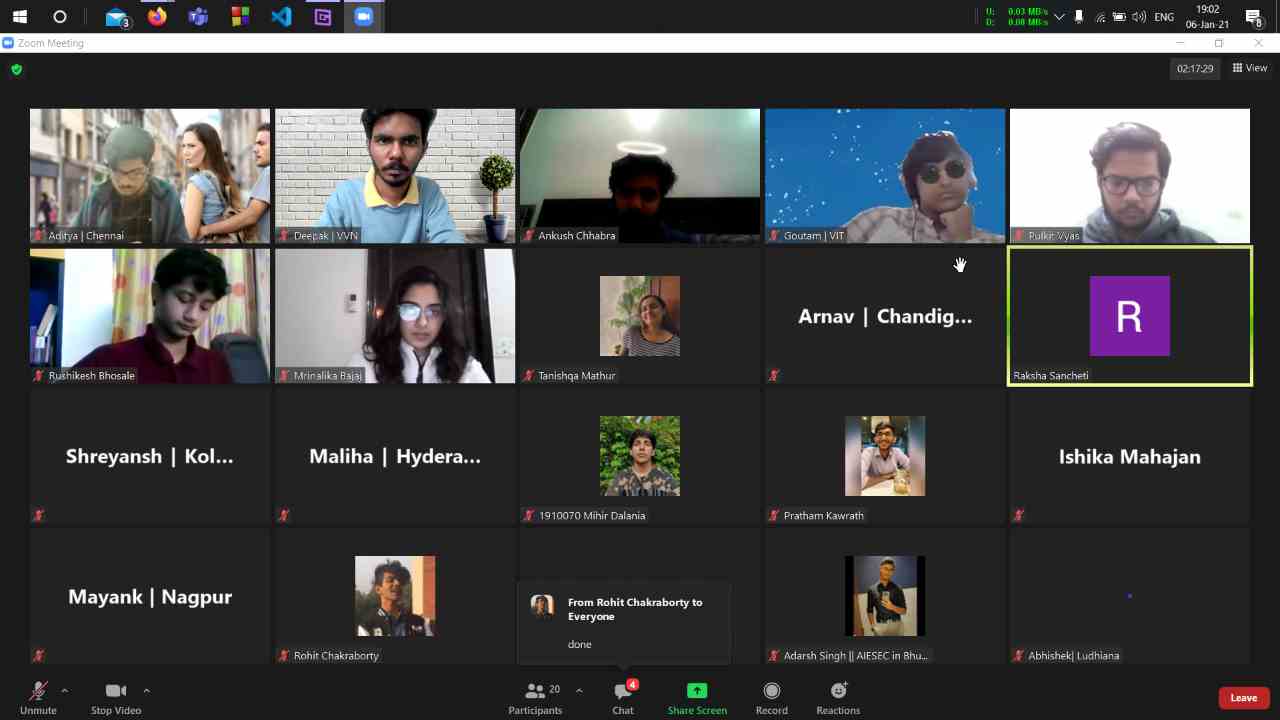 3
U: 0.03 MB/s
D: 0.08 MB/s
ENG
19:02
06-Jan-21
8
Zoom Meeting
02:17:29
View
Aditya | Chennai
Deepak | VVN
Ankush Chhabra
Goutam | VIT
Pulkit Vyas
Rushikesh Bhosale
Mrinalika Bajaj
Tanishqa Mathur
Arnav | Chandig...
R
Raksha Sancheti
Shreyansh | Kol...
Maliha | Hydera...
1910070 Mihir Dalania
Pratham Kawrath
Ishika Mahajan
Mayank | Nagpur
Rohit Chakraborty
From Rohit Chakraborty to
Everyone
done
Adarsh Singh || AIESEC in Bhu...
Abhishek| Ludhiana
Unmute
Stop Video
Participants
20
Chat
4
Share Screen
Record
Reactions
Leave